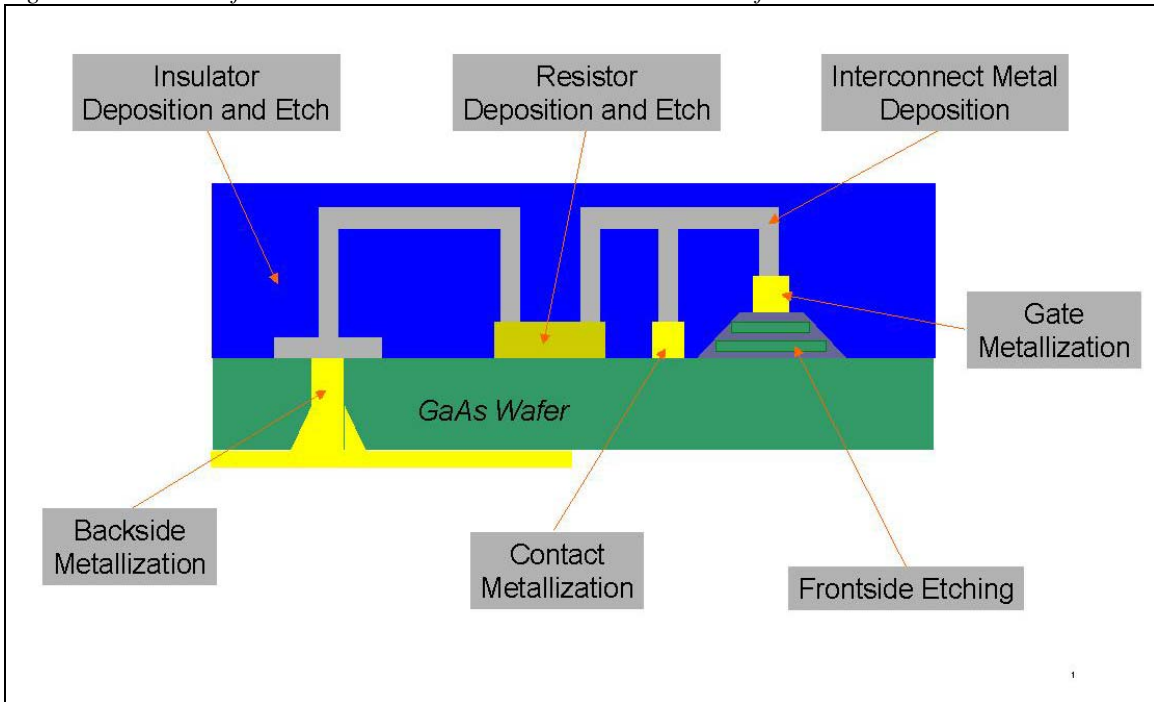 Insulator
Deposition and Etch
Resistor
Deposition and Etch
Interconnect Metal
Deposition
Gate
Metallization
GaAs Wafer
Backside
Metallization
Contact
Metallization
Frontside Etching
1